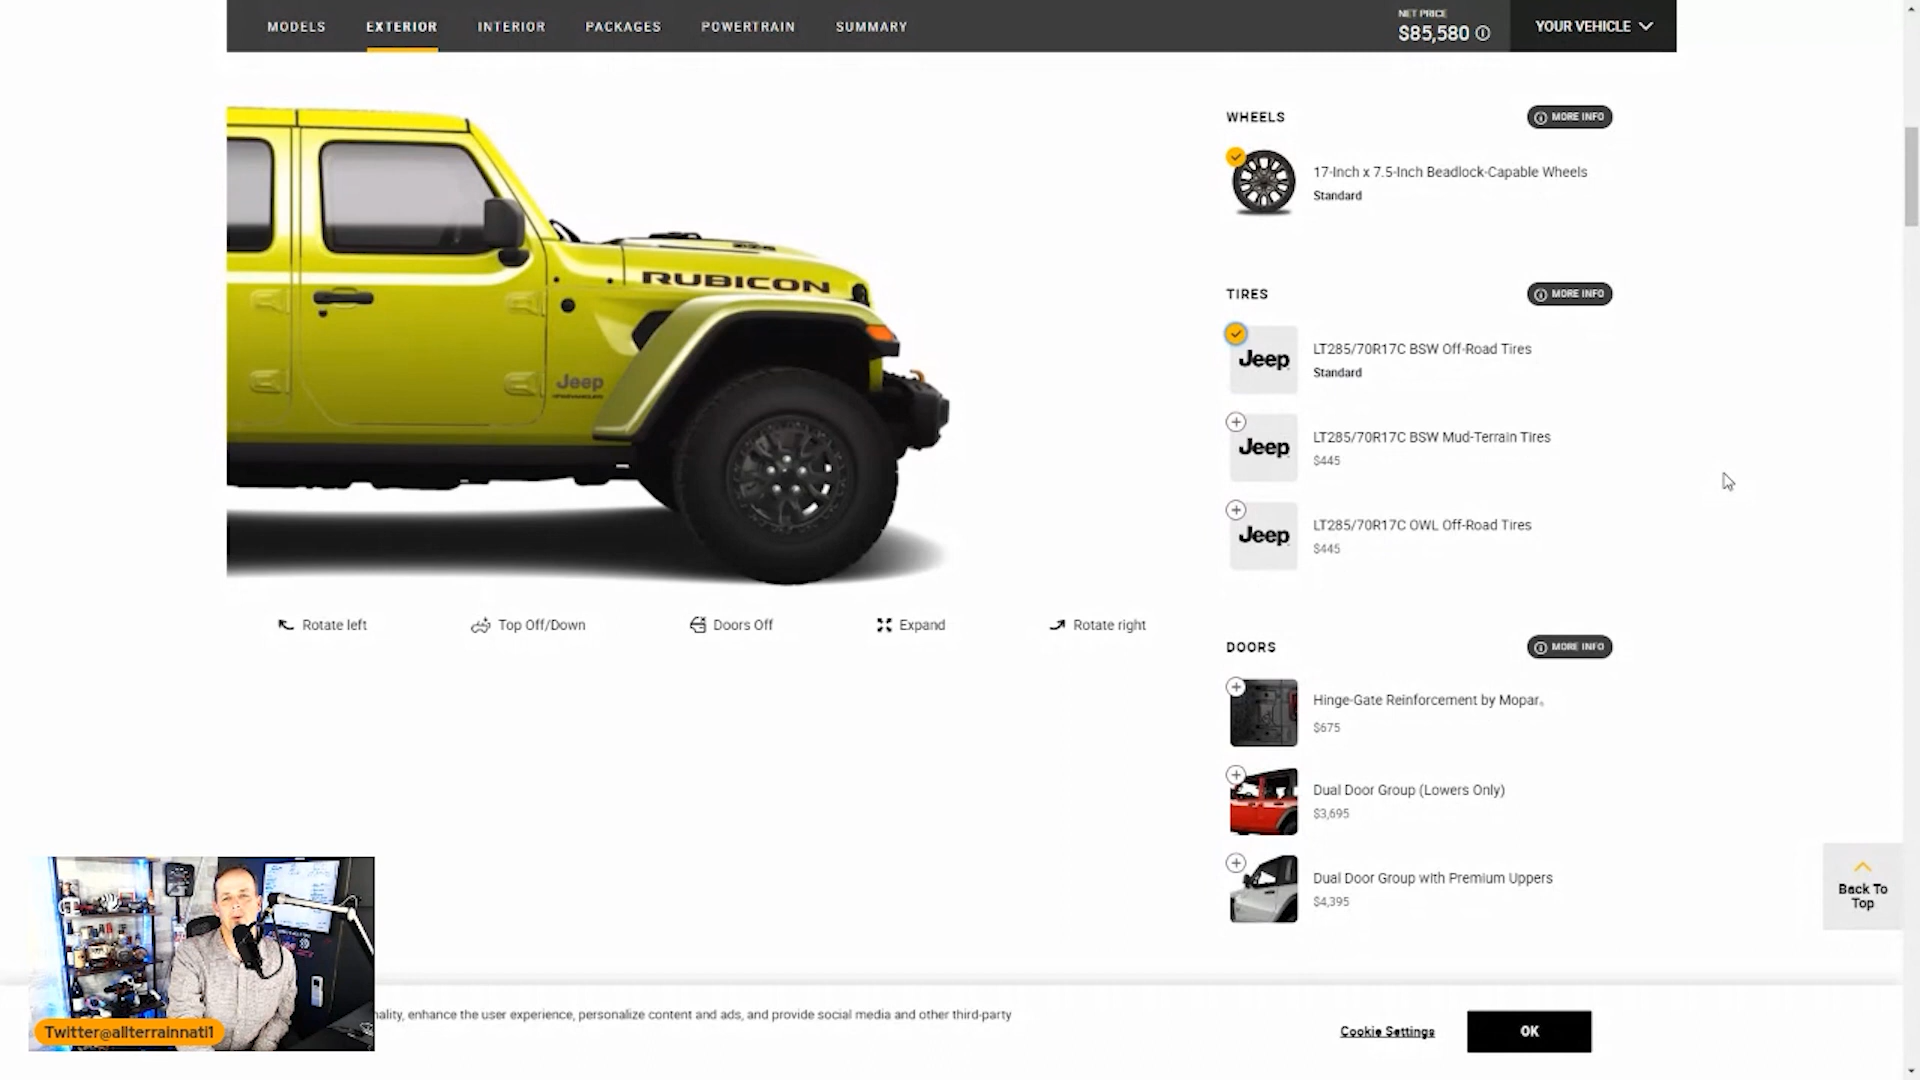 MODELS
EXTERIOR
INTERIOR
PACKAGES
POWERTRAIN
SUMMARY
NET PRICE
$85,580
YOUR VEHICLE
RUBICON
Jeep
WHEELS
MORE INFO
17-Inch x 7.5-Inch Beadlock-Capable Wheels
Standard
TIRES
MORE INFO
Jeep
LT285/70R17C BSW Off-Road Tires
Standard
Jeep
LT285/70R17C BSW Mud-Terrain Tires
$445
Jeep
LT285/70R17C OWL Off-Road Tires
$445
Rotate left
Top Off/Down
Doors Off
Expand
Rotate right
DOORS
MORE INFO
Hinge-Gate Reinforcement by Mopar®
$675
Dual Door Group (Lowers Only)
$3,695
Dual Door Group with Premium Uppers
$4,395
Back To
Top
nality, enhance the user experience, personalize content and ads, and provide social media and other third-party
Cookie Settings
OK
Twitter@allterrainnati1